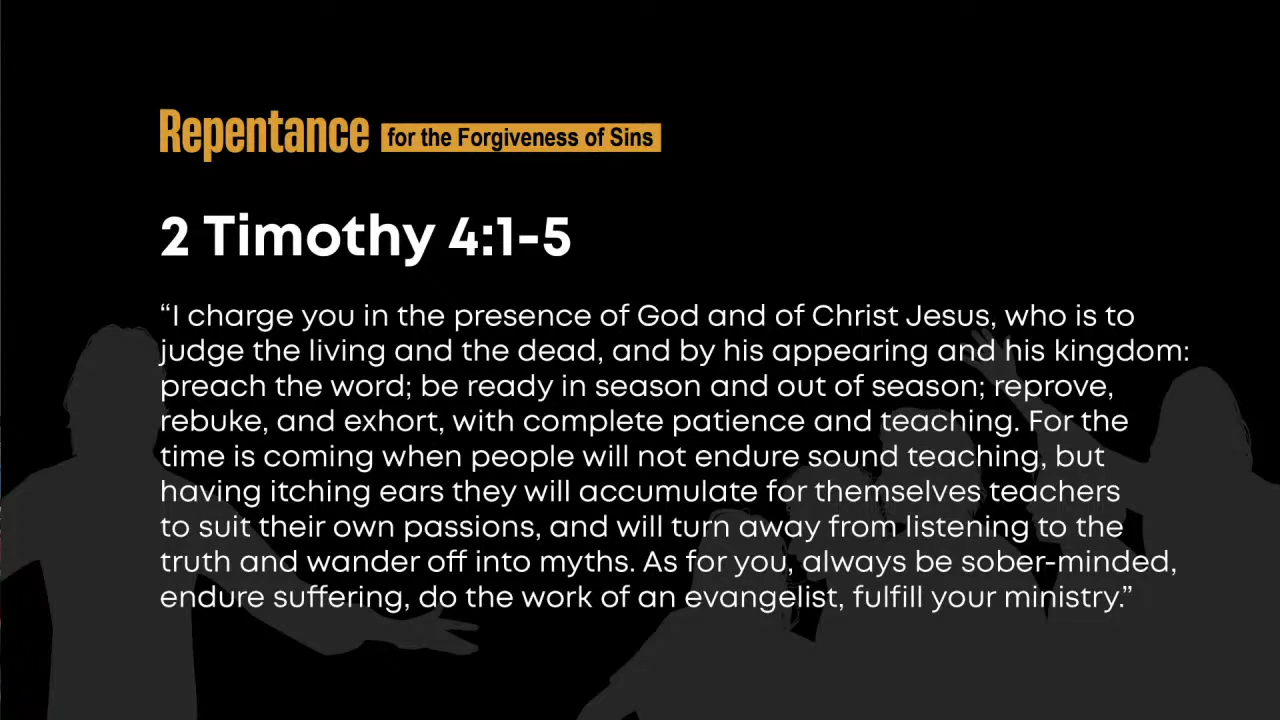 Repentance for the Forgiveness of Sins
2 Timothy 4:1-5
“I charge you in the presence of God and of Christ Jesus, who is to
judge the living and the dead, and by his appearing and his kingdom:
preach the word; be ready in season and out of season; reprove,
rebuke, and exhort, with complete patience and teaching. For the
time is coming when people will not endure sound teaching, but
having itching ears they will accumulate for themselves teachers
to suit their own passions, and will turn away from listening to the
truth and wander off into myths. As for you, always be sober-minded,
endure suffering, do the work of an evangelist, fulfill your ministry.”